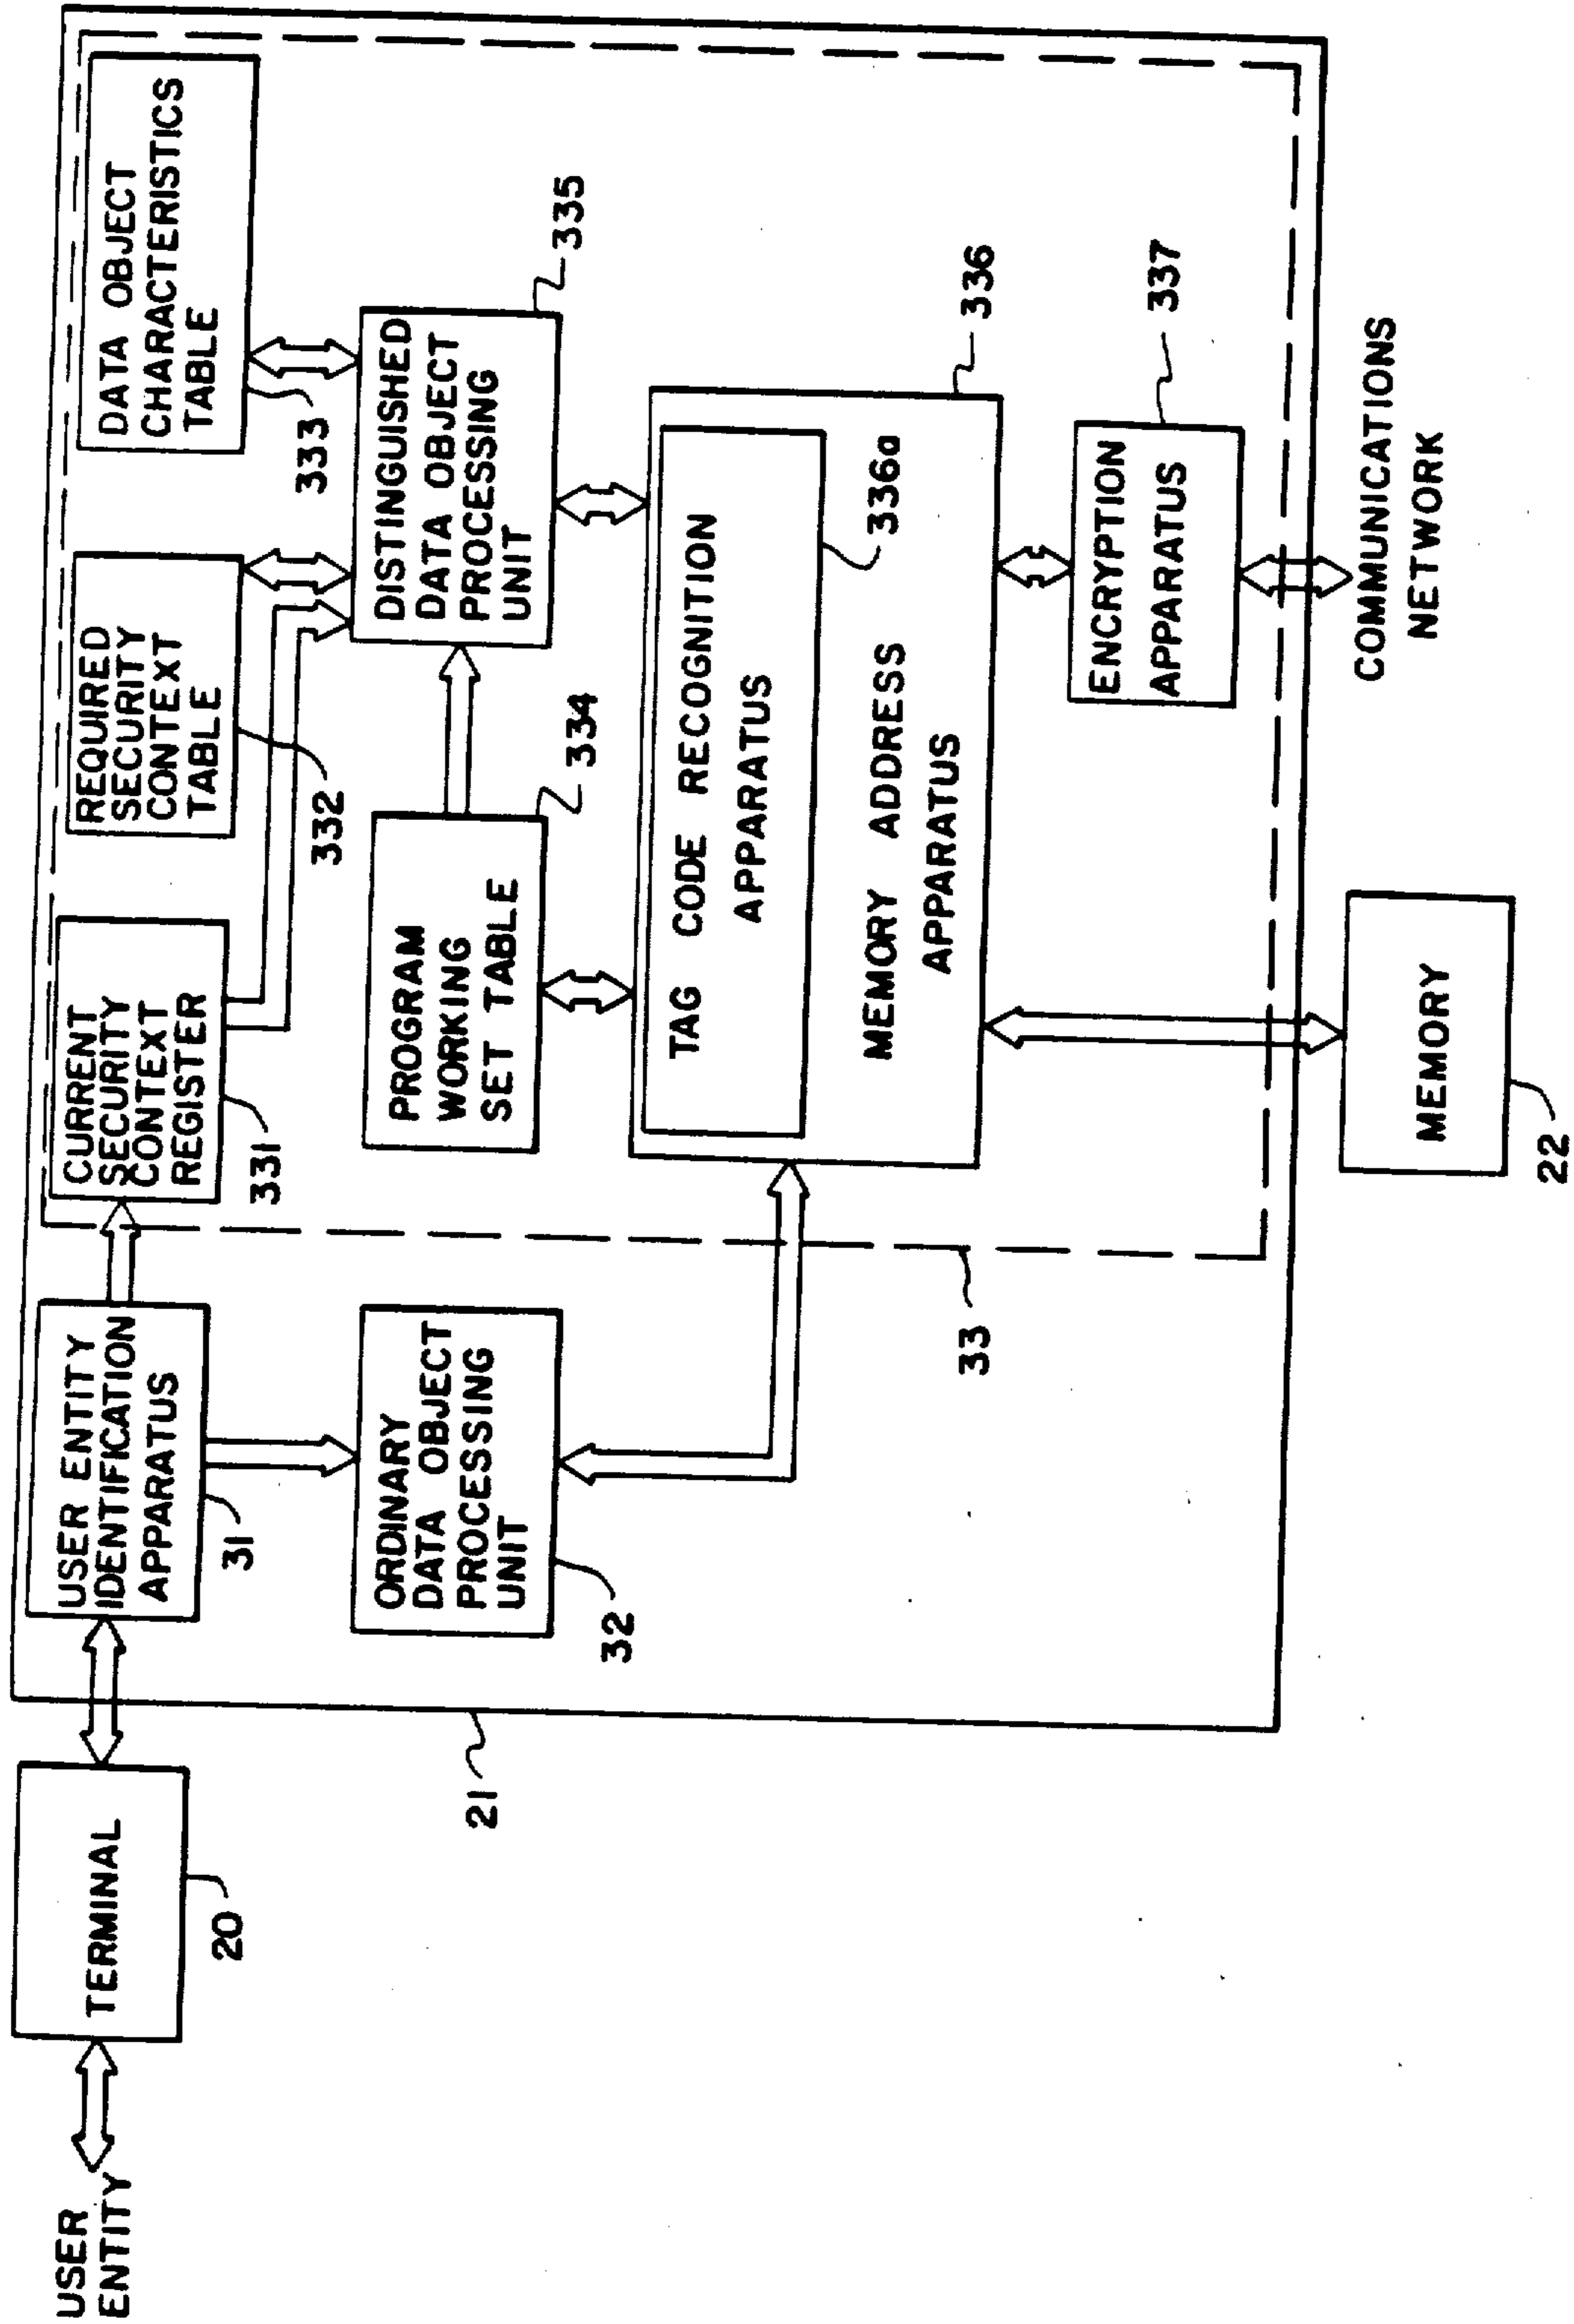 USER
ENTITY
TERMINAL
20
21
USER ENTITY
IDENTIFICATION
APPARATUS
31
ORDINARY
DATA OBJECT
PROCESSING
UNIT
32
33
CURRENT
SECURITY
CONTEXT
REGISTER
331
REQUIRED
SECURITY
CONTEXT
TABLE
332
DATA OBJECT
CHARACTERISTICS
TABLE
333
PROGRAM
WORKING
SET TABLE
334
DISTINGUISHED
DATA OBJECT
PROCESSING
UNIT
335
TAG CODE RECOGNITION
APPARATUS
336a
MEMORY ADDRESS
APPARATUS
336
ENCRYPTION
APPARATUS
337
MEMORY
22
COMMUNICATIONS
NETWORK